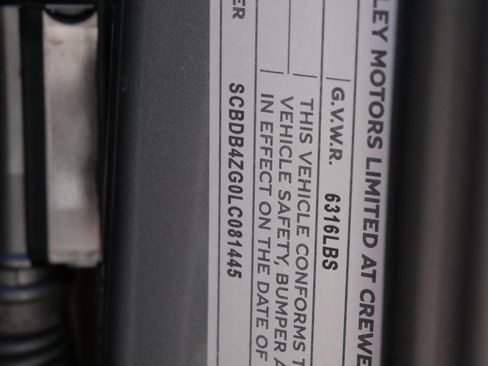 LEY MOTORS LIMITED AT CREWE
G.V.W.R. 6316LBS
THIS VEHICLE CONFORMS T
VEHICLE SAFETY, BUMPER A
IN EFFECT ON THE DATE OF
ER SCBDB4ZG0LC081445